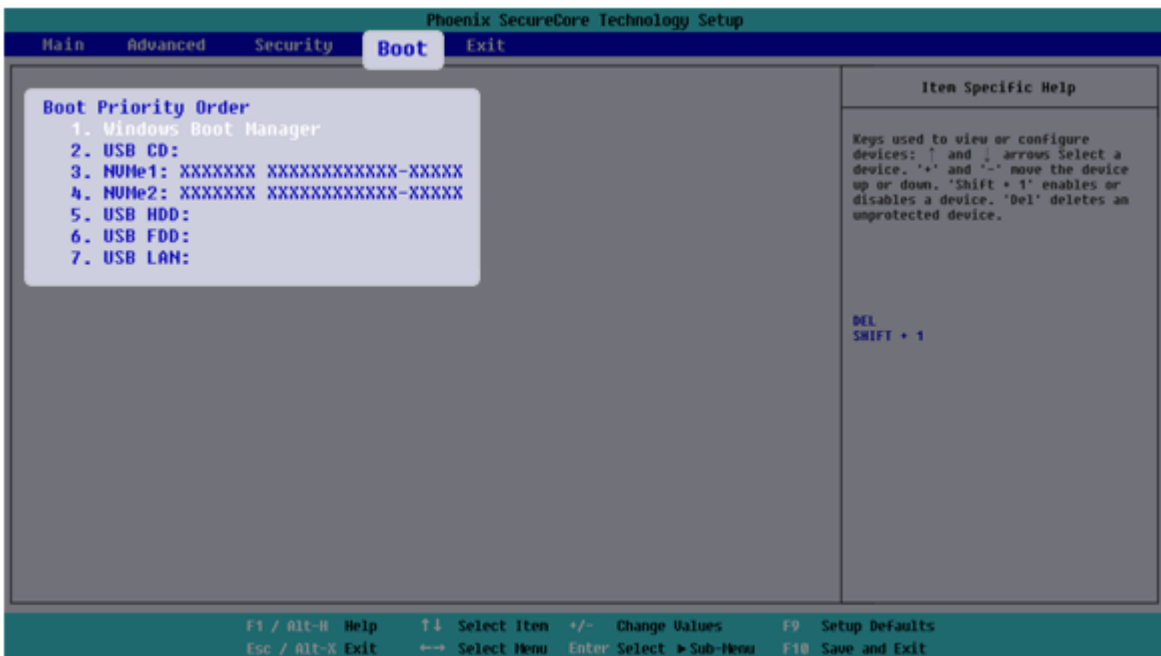 Phoenix SecureCore Technology Setup
Main Advanced Security Boot Exit
Boot Priority Order
1. Windows Boot Manager
2. USB CD:
3. NVMe1: XXXXXXX XXXXXXXXXXXX-XXXXX
4. NVMe2: XXXXXXX XXXXXXXXXXXX-XXXXX
5. USB HDD:
6. USB FDD:
7. USB LAN:
Item Specific Help
Keys used to view or configure
devices: ↑ and ↓ arrows Select a
device. '+' and '-' move the device
up or down. 'Shift + 1' enables or
disables a device. 'Del' deletes an
unprotected device.
DEL
SHIFT + 1
F1 / Alt-H Help ↑↓ Select Item +/- Change Values F9 Setup Defaults
Esc / Alt-X Exit ←→ Select Menu Enter Select ▶ Sub-Menu F10 Save and Exit